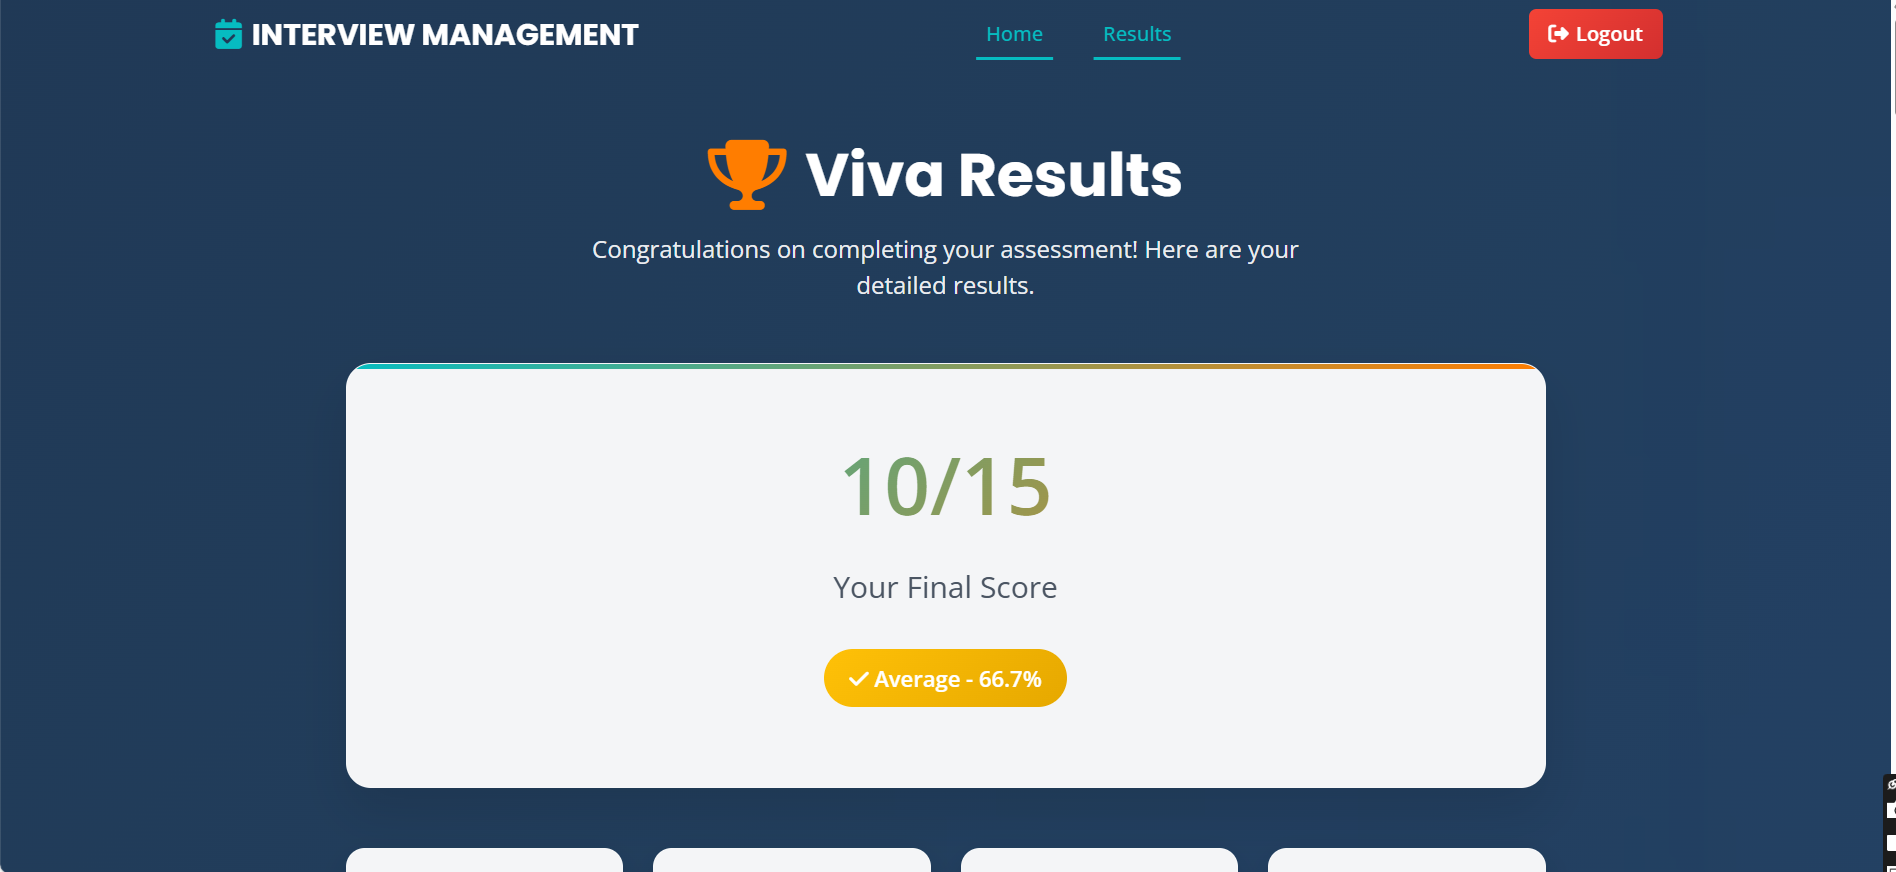 INTERVIEW MANAGEMENT
Home
Results
Logout
Viva Results
Congratulations on completing your assessment! Here are your
detailed results.
10/15
Your Final Score
Average - 66.7%